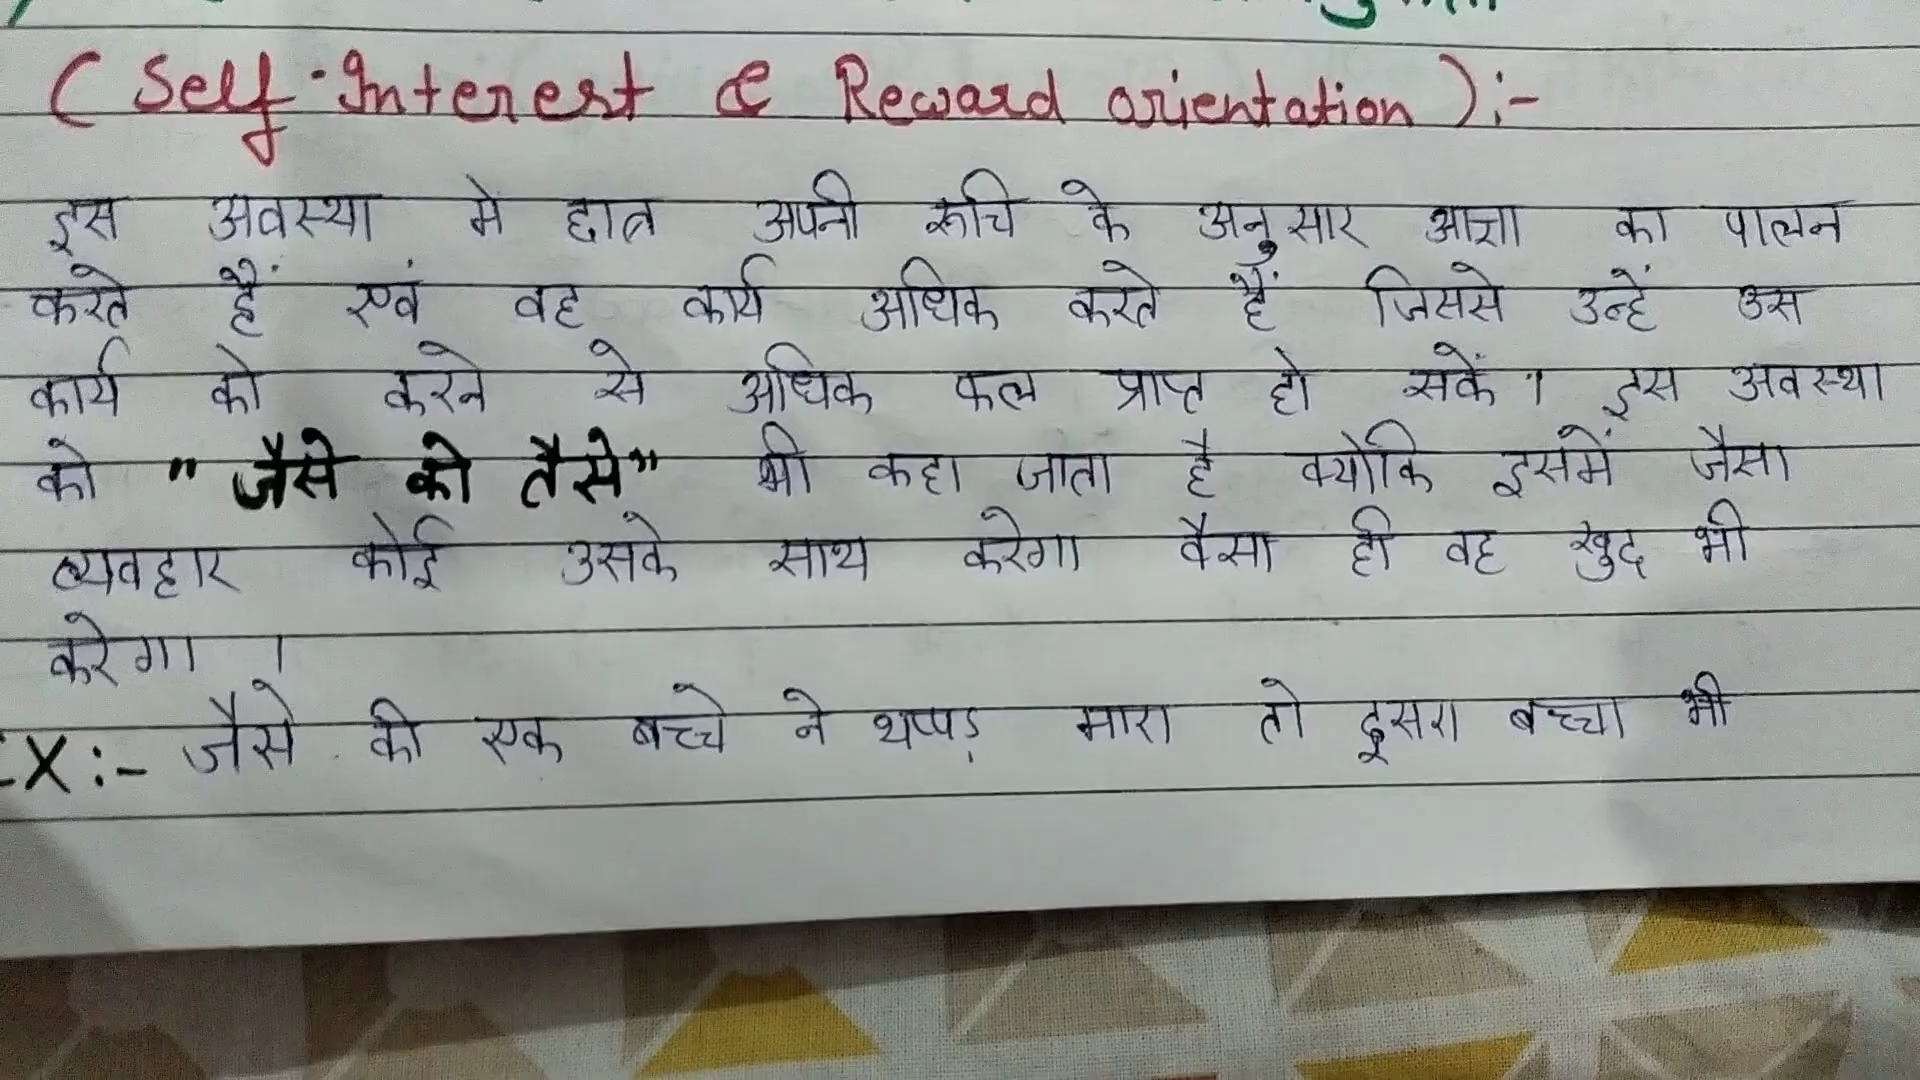 ( Self-Interest & Reward orientation ):-
इस अवस्था मे छात्र अपनी रूचि के अनुसार आज्ञा का पालन
करते हैं एवं वह कार्य अधिक करते हैं जिससे उन्हें उस
कार्य को करने से अधिक फल प्राप्त हो सकें । इस अवस्था
को "जैसे को तैसे" भी कहा जाता है क्योकि इसमें जैसा
व्यवहार कोई उसके साथ करेगा वैसा ही वह खुद भी
करेगा ।
EX:- जैसे की एक बच्चे ने थप्पड़ मारा तो दूसरा बच्चा भी